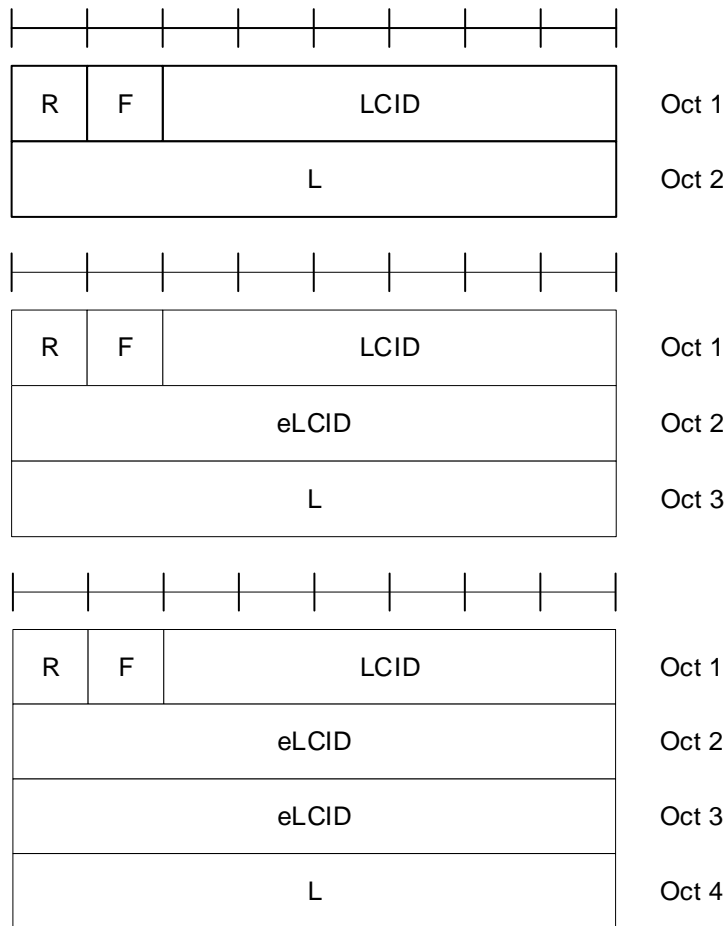 R F LCID Oct 1
L Oct 2
R F LCID Oct 1
eLCID Oct 2
L Oct 3
R F LCID Oct 1
eLCID Oct 2
eLCID Oct 3
L Oct 4